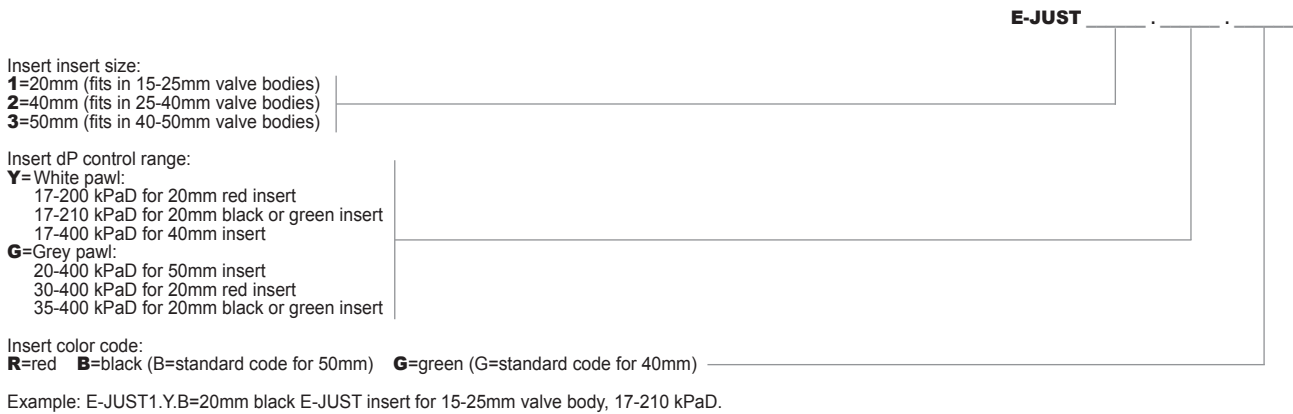 E-JUST ______ . ______ . ______
Insert insert size:
1=20mm (fits in 15-25mm valve bodies)
2=40mm (fits in 25-40mm valve bodies)
3=50mm (fits in 40-50mm valve bodies)
Insert dP control range:
Y=White pawl:
17-200 kPaD for 20mm red insert
17-210 kPaD for 20mm black or green insert
17-400 kPaD for 40mm insert
G=Grey pawl:
20-400 kPaD for 50mm insert
30-400 kPaD for 20mm red insert
35-400 kPaD for 20mm black or green insert
Insert color code:
R=red B=black (B=standard code for 50mm) G=green (G=standard code for 40mm)
Example: E-JUST1.Y.B=20mm black E-JUST insert for 15-25mm valve body, 17-210 kPaD.